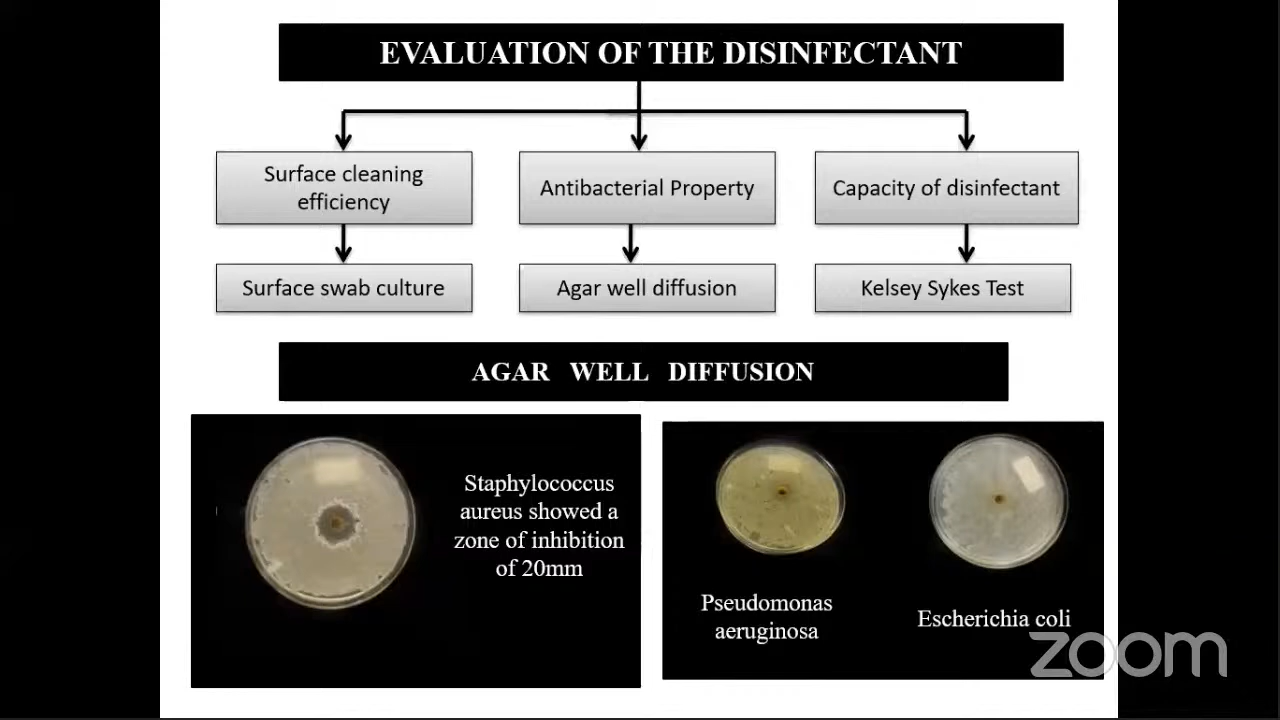 EVALUATION OF THE DISINFECTANT
Surface cleaning
efficiency
Antibacterial Property
Capacity of disinfectant
Surface swab culture
Agar well diffusion
Kelsey Sykes Test
AGAR WELL DIFFUSION
Staphylococcus
aureus showed a
zone of inhibition
of 20mm
Pseudomonas
aeruginosa
Escherichia coli
zoom